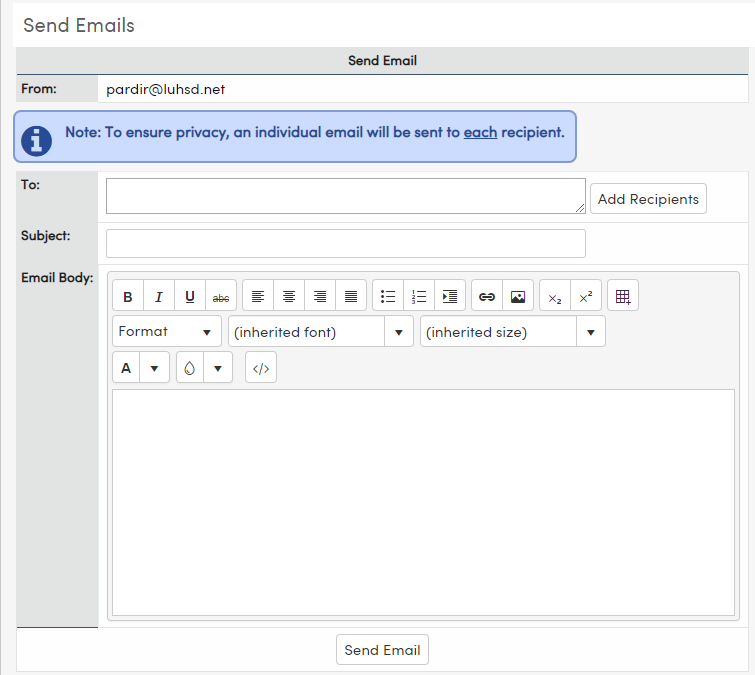 Send Emails
Send Email
From: pardir@luhsd.net
Note: To ensure privacy, an individual email will be sent to each recipient.
To: Add Recipients
Subject:
Email Body:
B I U abc x₂ x²
Format (inherited font) (inherited size)
A </>
Send Email